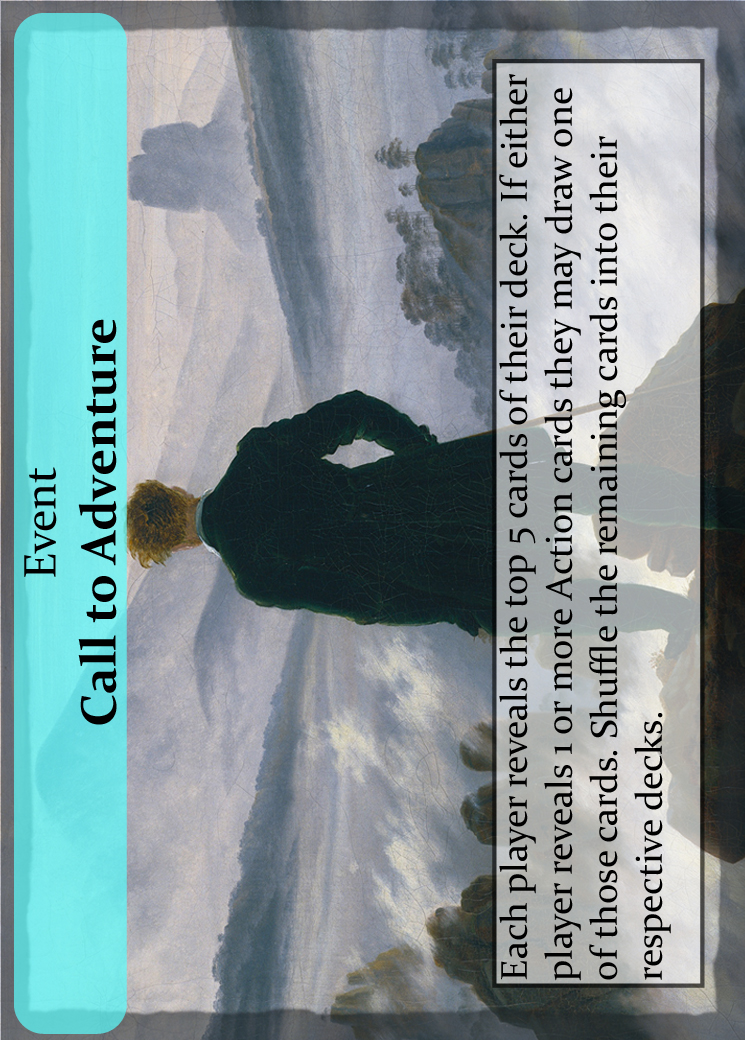 Event
Call to Adventure
Each player reveals the top 5 cards of their deck. If either
player reveals 1 or more Action cards they may draw one
of those cards. Shuffle the remaining cards into their
respective decks.